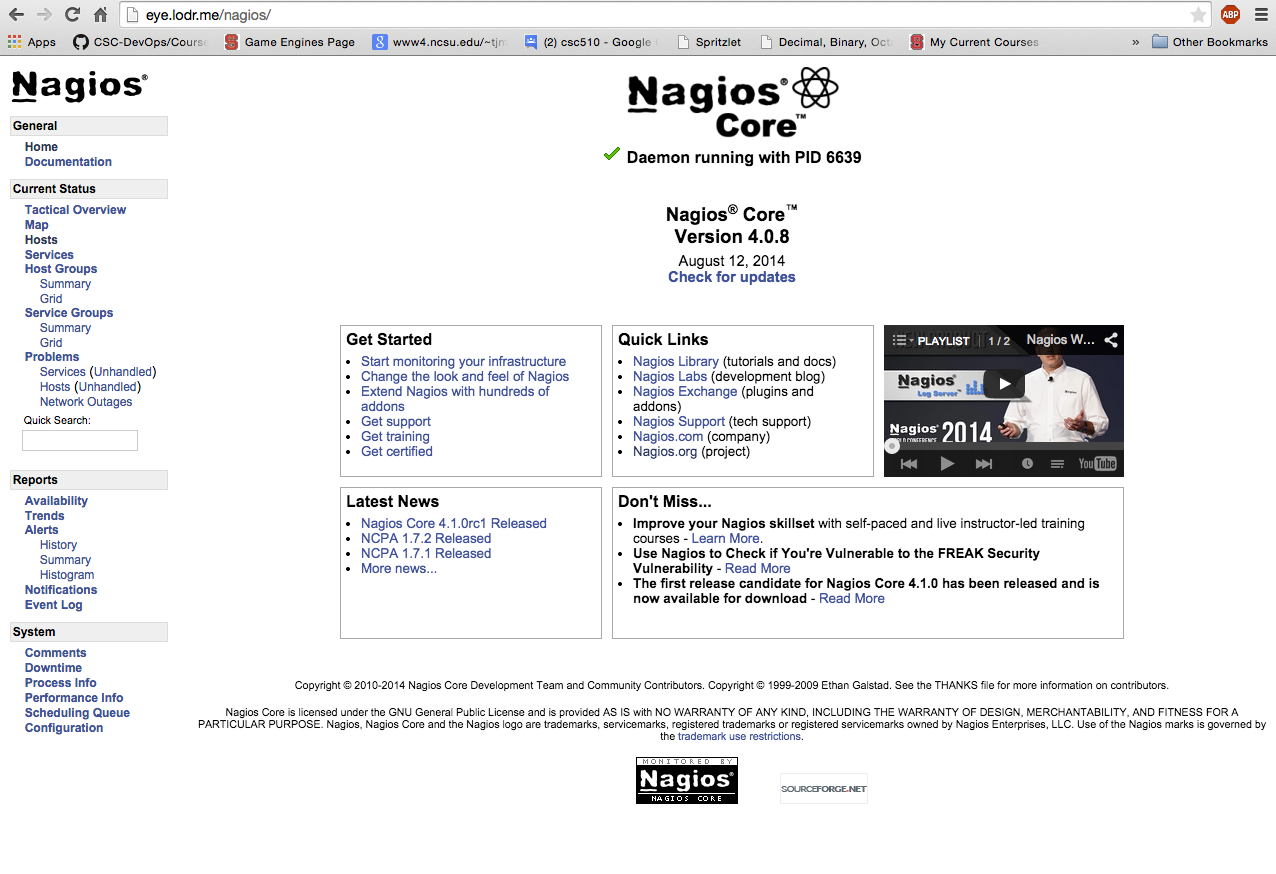 eye.lodr.me/nagios/
ABP
Apps CSC-DevOps/Course Game Engines Page www4.ncsu.edu/~tjm (2) csc510 - Google Spritzlet Decimal, Binary, Oct My Current Courses » Other Bookmarks
Nagios®
General
Home
Documentation
Current Status
Tactical Overview
Map
Hosts
Services
Host Groups
Summary
Grid
Service Groups
Summary
Grid
Problems
Services (Unhandled)
Hosts (Unhandled)
Network Outages
Quick Search:
Reports
Availability
Trends
Alerts
History
Summary
Histogram
Notifications
Event Log
System
Comments
Downtime
Process Info
Performance Info
Scheduling Queue
Configuration
Nagios®
Core™
Daemon running with PID 6639
Nagios® Core™
Version 4.0.8
August 12, 2014
Check for updates
Get Started
• Start monitoring your infrastructure
• Change the look and feel of Nagios
• Extend Nagios with hundreds of
addons
• Get support
• Get training
• Get certified
Quick Links
• Nagios Library (tutorials and docs)
• Nagios Labs (development blog)
• Nagios Exchange (plugins and
addons)
• Nagios Support (tech support)
• Nagios.com (company)
• Nagios.org (project)
PLAYLIST 1 / 2 Nagios W...
Nagios®
Log Server™
Nagios
WORLD CONFERENCE 2014
YouTube
Latest News
• Nagios Core 4.1.0rc1 Released
• NCPA 1.7.2 Released
• NCPA 1.7.1 Released
• More news...
Don't Miss...
• Improve your Nagios skillset with self-paced and live instructor-led training
courses - Learn More.
• Use Nagios to Check if You're Vulnerable to the FREAK Security
Vulnerability - Read More
• The first release candidate for Nagios Core 4.1.0 has been released and is
now available for download - Read More
Copyright © 2010-2014 Nagios Core Development Team and Community Contributors. Copyright © 1999-2009 Ethan Galstad. See the THANKS file for more information on contributors.
Nagios Core is licensed under the GNU General Public License and is provided AS IS with NO WARRANTY OF ANY KIND, INCLUDING THE WARRANTY OF DESIGN, MERCHANTABILITY, AND FITNESS FOR A
PARTICULAR PURPOSE. Nagios, Nagios Core and the Nagios logo are trademarks, servicemarks, registered trademarks or registered servicemarks owned by Nagios Enterprises, LLC. Use of the Nagios marks is governed by
the trademark use restrictions.
MONITORED BY
Nagios®
NAGIOS CORE
SOURCEFORGE.NET